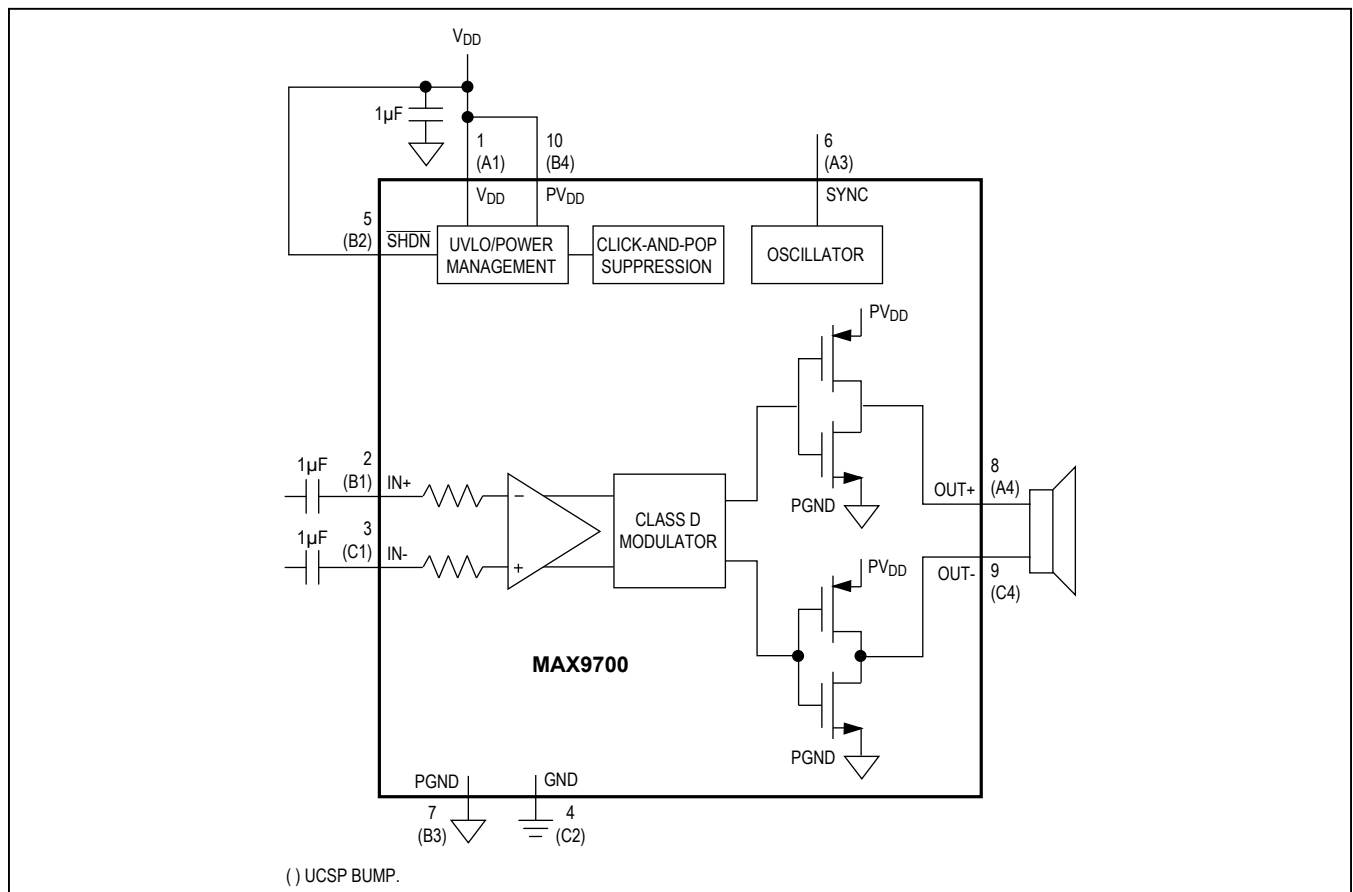 VDD
1µF
1
(A1)
10
(B4)
6
(A3)
VDD
PVDD
SYNC
5
(B2)
SHDN
UVLO/POWER
MANAGEMENT
CLICK-AND-POP
SUPPRESSION
OSCILLATOR
PVDD
1µF
2
(B1)
IN+
−
CLASS D
MODULATOR
PGND
OUT+
8
(A4)
1µF
3
(C1)
IN-
+
PVDD
OUT-
9
(C4)
MAX9700
PGND
PGND
GND
7
(B3)
4
(C2)
( ) UCSP BUMP.